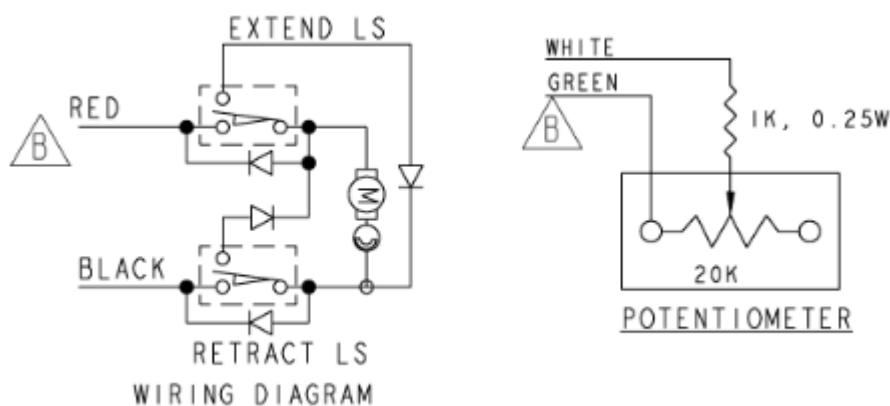 EXTEND LS
RED
B
M
BLACK
RETRACT LS
WIRING DIAGRAM
WHITE
GREEN
B
1K, 0.25W
20K
POTENTIOMETER